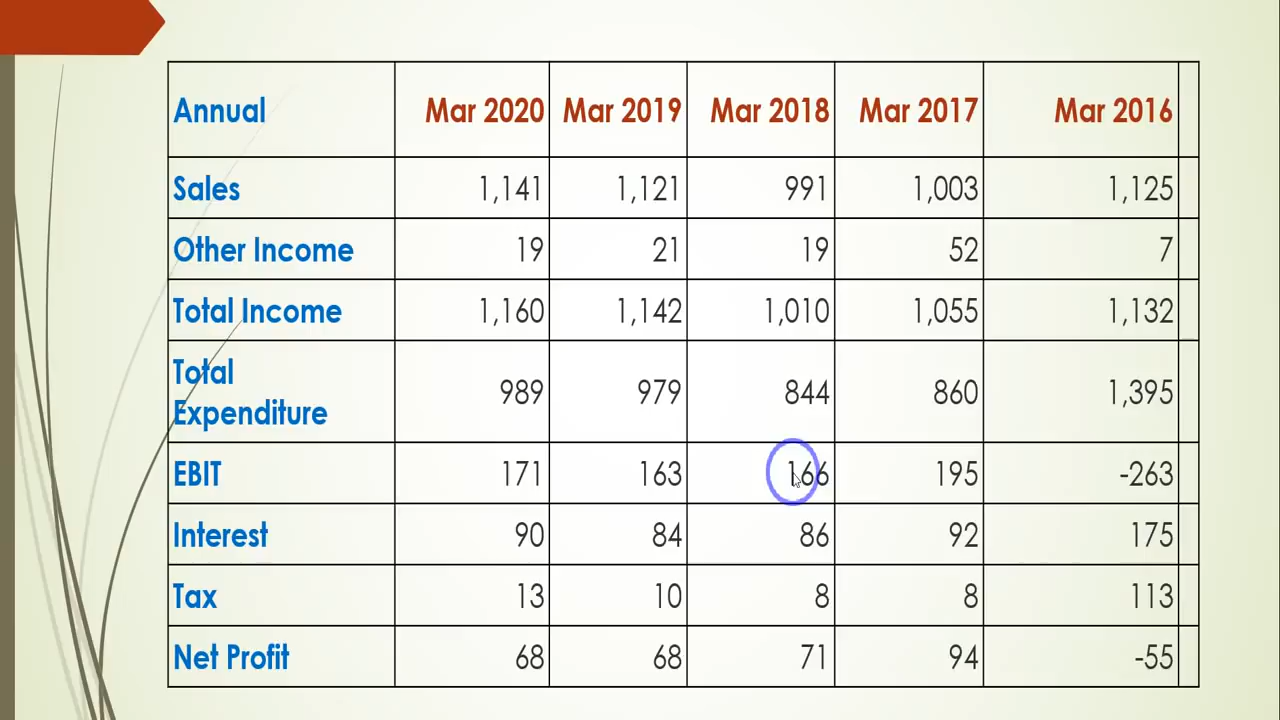 Annual Mar 2020 Mar 2019 Mar 2018 Mar 2017 Mar 2016
Sales 1,141 1,121 991 1,003 1,125
Other Income 19 21 19 52 7
Total Income 1,160 1,142 1,010 1,055 1,132
Total
Expenditure 989 979 844 860 1,395
EBIT 171 163 166 195 -263
Interest 90 84 86 92 175
Tax 13 10 8 8 113
Net Profit 68 68 71 94 -55